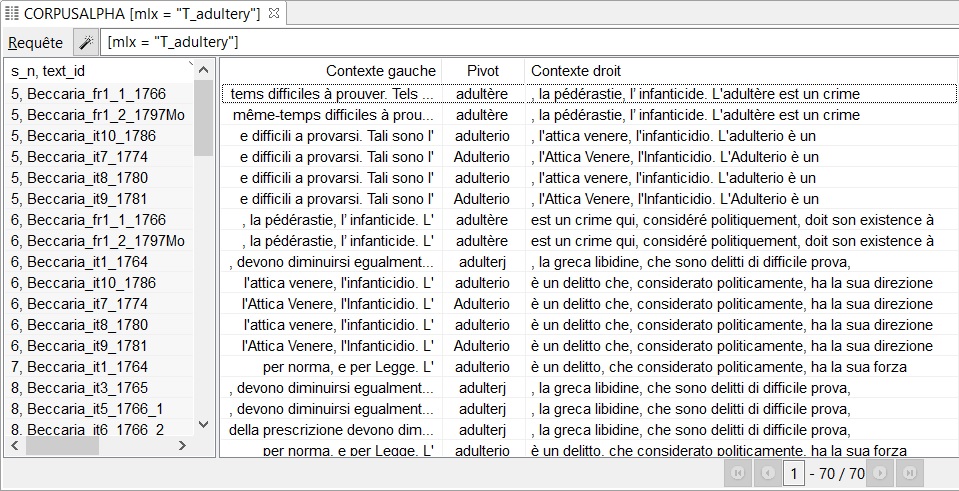 CORPUSALPHA [mlx = "T_adultery"]
Requête [mlx = "T_adultery"]
s_n, text_id Contexte gauche Pivot Contexte droit
5, Beccaria_fr1_1_1766 tems difficiles à prouver. Tels ... adultère , la pédérastie, l’ infanticide. L'adultère est un crime
5, Beccaria_fr1_2_1797Mo même-temps difficiles à prou... adultère , la pédérastie, l’ infanticide. L'adultère est un crime
5, Beccaria_it10_1786 e difficili a provarsi. Tali sono l' adulterio , l'attica venere, l'infanticidio. L'adulterio è un
5, Beccaria_it7_1774 e difficili a provarsi. Tali sono l' Adulterio , l'Attica Venere, l'Infanticidio. L'Adulterio è un
5, Beccaria_it8_1780 e difficili a provarsi. Tali sono l' adulterio , l'attica venere, l'infanticidio. L'adulterio è un
5, Beccaria_it9_1781 e difficili a provarsi. Tali sono l' Adulterio , l'Attica Venere, l'Infanticidio. L'Adulterio è un
6, Beccaria_fr1_1_1766 , la pédérastie, l’ infanticide. L' adultère est un crime qui, considéré politiquement, doit son existence à
6, Beccaria_fr1_2_1797Mo , la pédérastie, l’ infanticide. L' adultère est un crime qui, considéré politiquement, doit son existence à
6, Beccaria_it1_1764 , devono diminuirsi egualment... adulterj , la greca libidine, che sono delitti di difficile prova,
6, Beccaria_it10_1786 l'attica venere, l'infanticidio. L' adulterio è un delitto che, considerato politicamente, ha la sua direzione
6, Beccaria_it7_1774 l'Attica Venere, l'Infanticidio. L' Adulterio è un delitto che, considerato politicamente, ha la sua direzione
6, Beccaria_it8_1780 l'attica venere, l'infanticidio. L' adulterio è un delitto che, considerato politicamente, ha la sua direzione
6, Beccaria_it9_1781 l'Attica Venere, l'Infanticidio. L' Adulterio è un delitto che, considerato politicamente, ha la sua direzione
7, Beccaria_it1_1764 per norma, e per Legge. L' adulterio è un delitto, che, considerato politicamente, ha la sua forza
8, Beccaria_it3_1765 , devono diminuirsi egualment... adulterj , la greca libidine, che sono delitti di difficile prova,
8, Beccaria_it5_1766_1 , devono diminuirsi egualment... adulterj , la greca libidine, che sono delitti di difficile prova,
8, Beccaria_it6_1766_2 della prescrizione devono dim... adulterj , la greca libidine, che sono delitti di difficile prova,
per norma, e per Legge. L' adulterio è un delitto, che, considerato politicamente, ha la sua forza
1 - 70 / 70